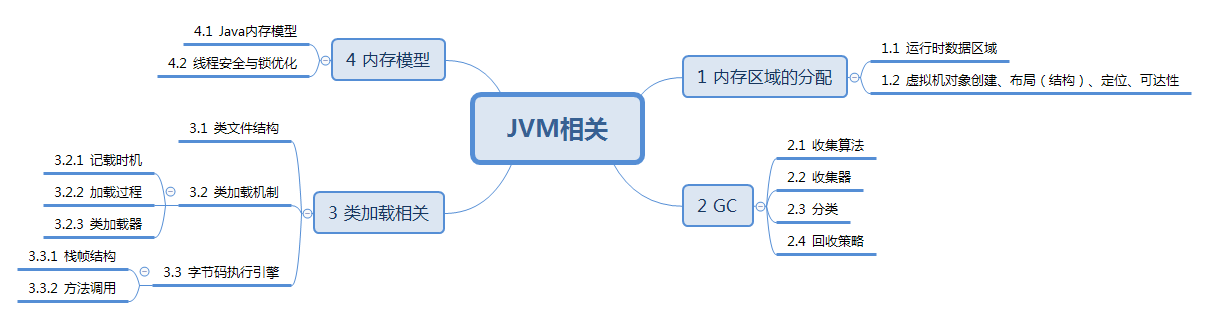 JVM相关
1 内存区域的分配
1.1 运行时数据区域
1.2 虚拟机对象创建、布局（结构）、定位、可达性
2 GC
2.1 收集算法
2.2 收集器
2.3 分类
2.4 回收策略
3 类加载相关
3.1 类文件结构
3.2 类加载机制
3.2.1 记载时机
3.2.2 加载过程
3.2.3 类加载器
3.3 字节码执行引擎
3.3.1 栈帧结构
3.3.2 方法调用
4 内存模型
4.1 Java内存模型
4.2 线程安全与锁优化